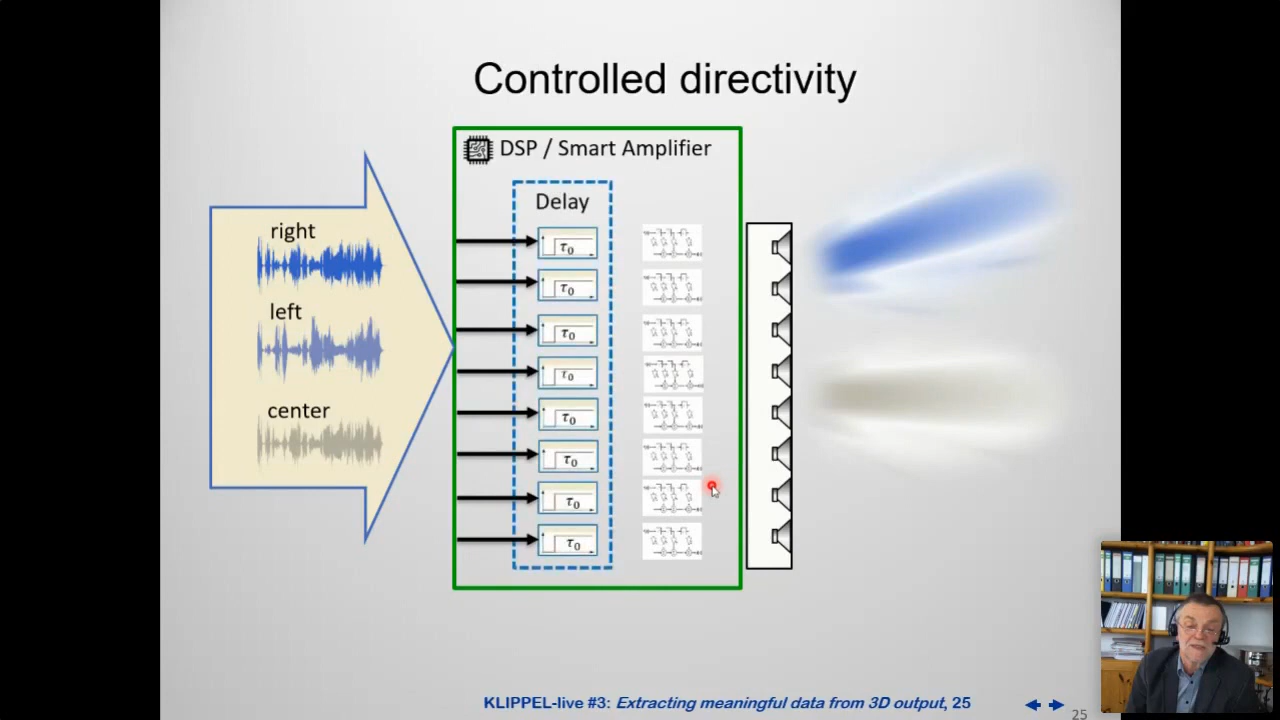 Controlled directivity
DSP / Smart Amplifier
Delay
right
left
center
τ0
τ0
τ0
τ0
τ0
τ0
τ0
τ0
KLIPPEL-live #3: Extracting meaningful data from 3D output, 25
25